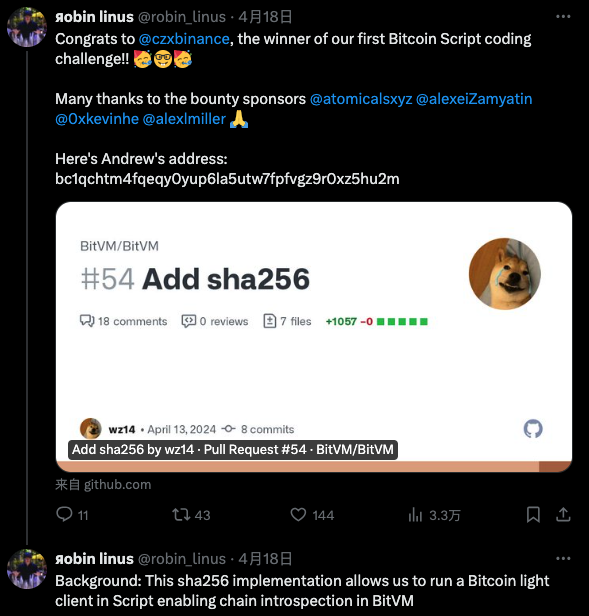 ᴙobin linus @robin_linus · 4月18日
Congrats to @czxbinance, the winner of our first Bitcoin Script coding
challenge!! 🥳🤓🥳
Many thanks to the bounty sponsors @atomicalsxyz @alexeiZamyatin
@0xkevinhe @alexlmiller 🙏
Here's Andrew's address:
bc1qchtm4fqeqy0yup6la5utw7fpfvgz9r0xz5hu2m
BitVM/BitVM
#54 Add sha256
18 comments 0 reviews 7 files +1057 −0
wz14 • April 13, 2024 8 commits
Add sha256 by wz14 · Pull Request #54 · BitVM/BitVM
来自 github.com
11 43 144 3.3万
ᴙobin linus @robin_linus · 4月18日
Background: This sha256 implementation allows us to run a Bitcoin light
client in Script enabling chain introspection in BitVM